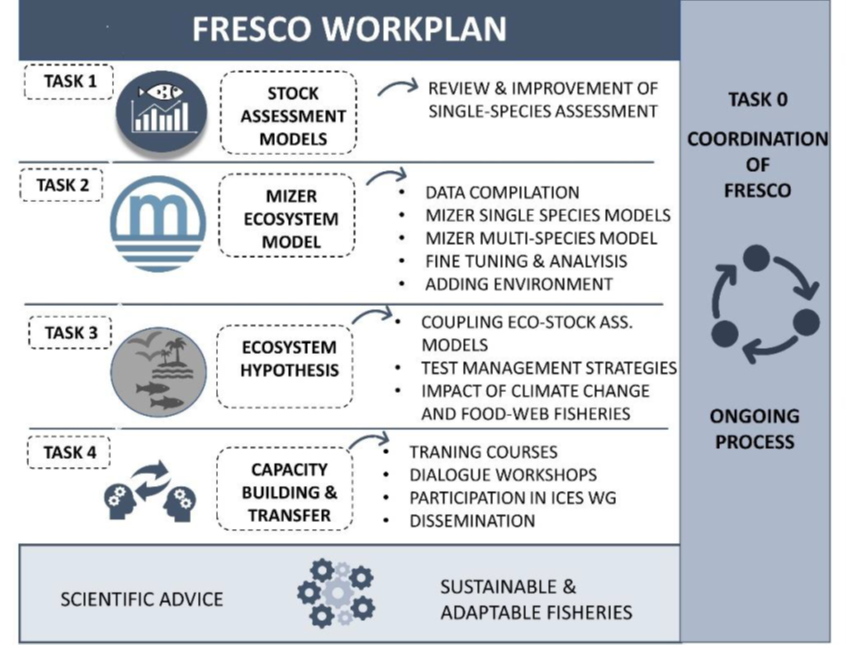 FRESCO WORKPLAN
TASK 1
STOCK
ASSESSMENT
MODELS
REVIEW & IMPROVEMENT OF
SINGLE-SPECIES ASSESSMENT
TASK 2
m
MIZER
ECOSYSTEM
MODEL
• DATA COMPILATION
• MIZER SINGLE SPECIES MODELS
• MIZER MULTI-SPECIES MODEL
• FINE TUNING & ANALYISIS
• ADDING ENVIRONMENT
TASK 3
ECOSYSTEM
HYPOTHESIS
• COUPLING ECO-STOCK ASS.
MODELS
• TEST MANAGEMENT STRATEGIES
• IMPACT OF CLIMATE CHANGE
AND FOOD-WEB FISHERIES
TASK 4
CAPACITY
BUILDING &
TRANSFER
• TRANING COURSES
• DIALOGUE WORKSHOPS
• PARTICIPATION IN ICES WG
• DISSEMINATION
SCIENTIFIC ADVICE
SUSTAINABLE &
ADAPTABLE FISHERIES
TASK 0
COORDINATION
OF
FRESCO
ONGOING
PROCESS